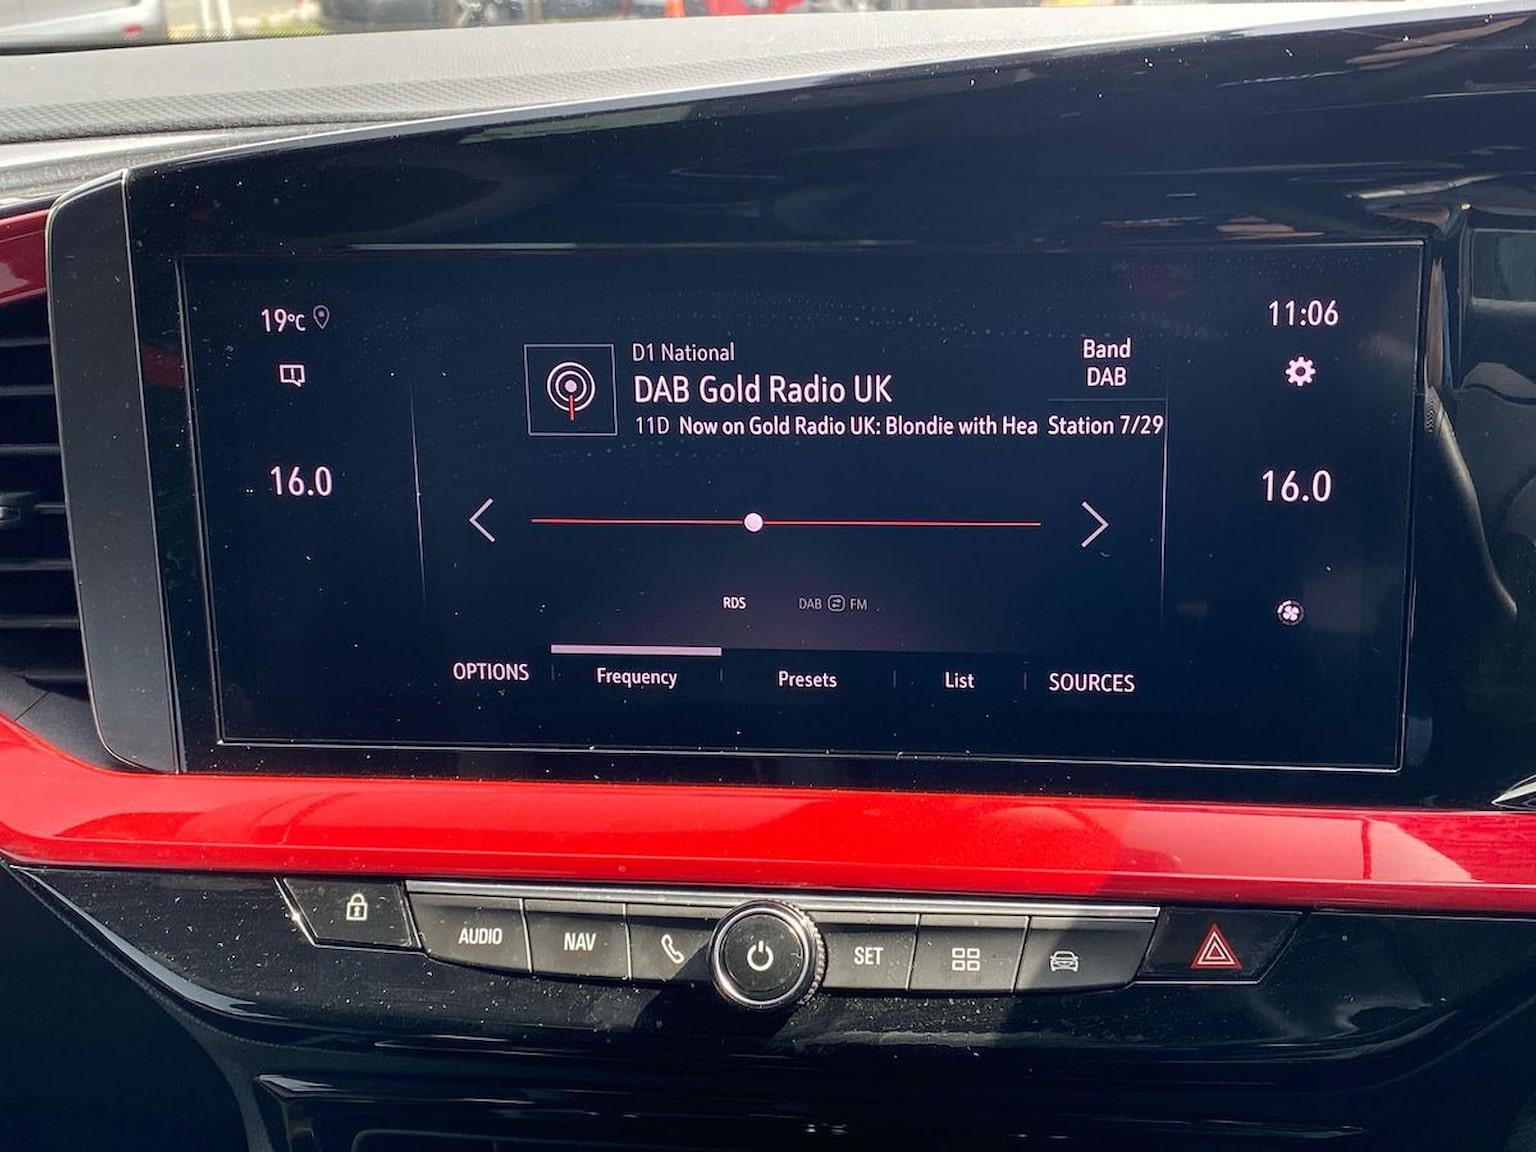 19°C
11:06
D1 National
DAB Gold Radio UK
11D Now on Gold Radio UK: Blondie with Hea
Band
DAB
Station 7/29
16.0
16.0
RDS
DAB FM
OPTIONS
Frequency
Presets
List
SOURCES
AUDIO
NAV
SET